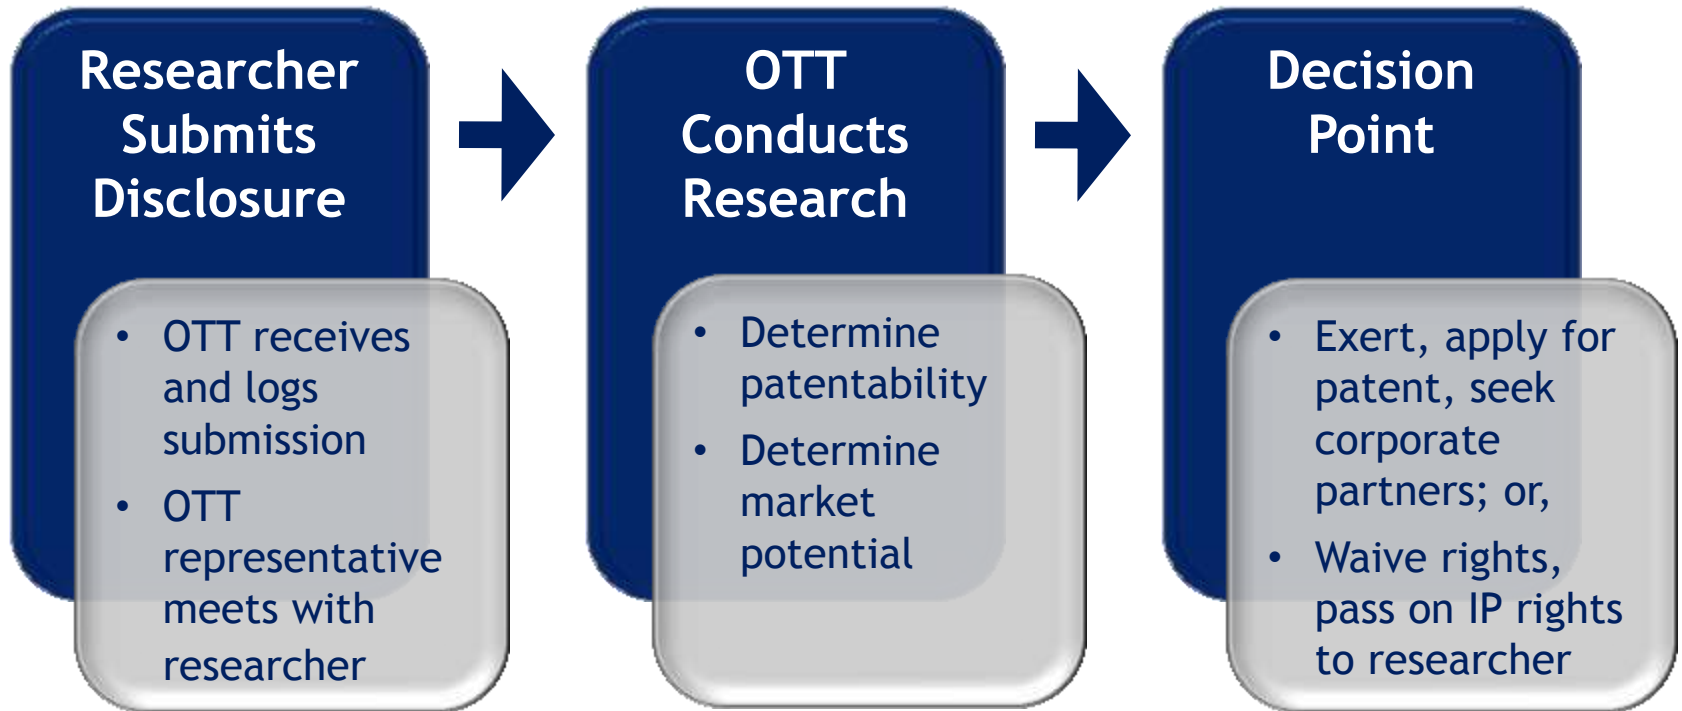 Researcher
Submits
Disclosure
• OTT receives
and logs
submission
• OTT
representative
meets with
researcher
OTT
Conducts
Research
• Determine
patentability
• Determine
market
potential
Decision
Point
• Exert, apply for
patent, seek
corporate
partners; or,
• Waive rights,
pass on IP rights
to researcher